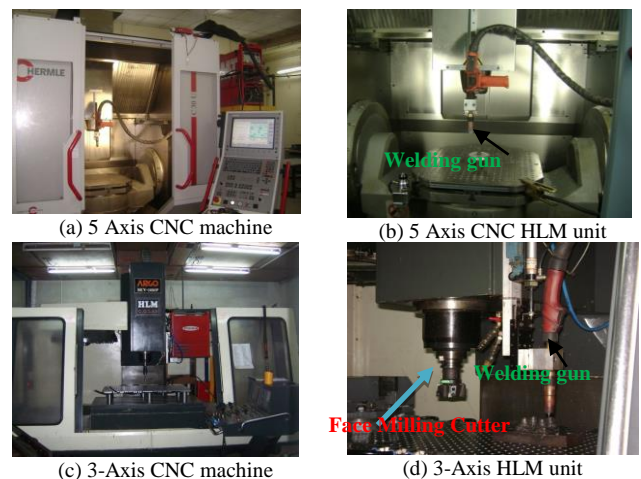 HERMLE
Welding gun
(a) 5 Axis CNC machine
(b) 5 Axis CNC HLM unit
ARGO
HLM
Welding gun
Face Milling Cutter
(c) 3-Axis CNC machine
(d) 3-Axis HLM unit